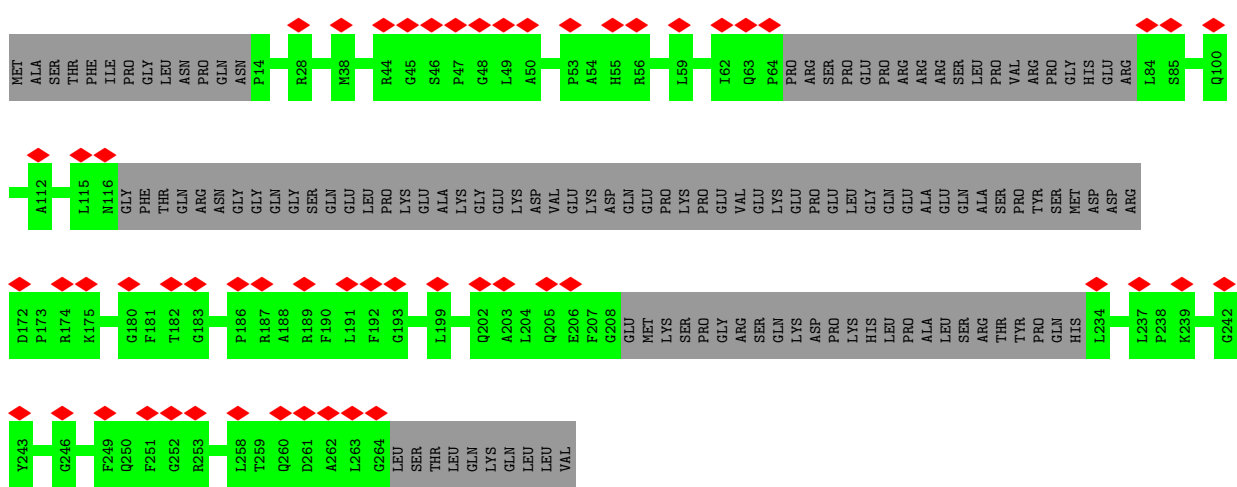 MET ALA SER THR PHE ILE PRO GLY LEU ASN PRO GLN ASN P14 R28 M38 R44 C45 S46 P47 G48 L49 A50 P53 A54 H55 R56 L59 I62 Q63 P64 PRO ARG SER PRO GLU PRO ARG ARG ARG SER LEU PRO VAL ARG PRO GLY HIS GLU ARG L84 S85 Q100
A112 L115 N116 GLY PHE THR GLN ARG ASN GLY GLY GLN GLY SER GLN GLU LEU PRO LYS GLU ALA LYS GLY GLU LYS ASP VAL GLU LYS ASP GLN GLU PRO LYS PRO GLU VAL GLU LYS GLU PRO GLU LEU GLY GLN GLU ALA GLU GLN ALA SER PRO TYR SER MET ASP ASP ARG
D172 P173 R174 K175 G180 F181 T182 G183 P186 R187 A188 R189 F190 L191 F192 G193 L199 Q202 A203 L204 Q205 E206 F207 G208 GLU MET LYS SER PRO GLY ARG SER GLN LYS ASP PRO LYS HIS LEU PRO ALA LEU SER ARG THR TYR PRO GLN HIS L234 L237 P238 K239 G242
Y243 G246 F249 Q250 F251 G252 R253 L258 T259 Q260 D261 A262 L263 G264 LEU SER THR LEU GLN LYS GLN LEU LEU VAL